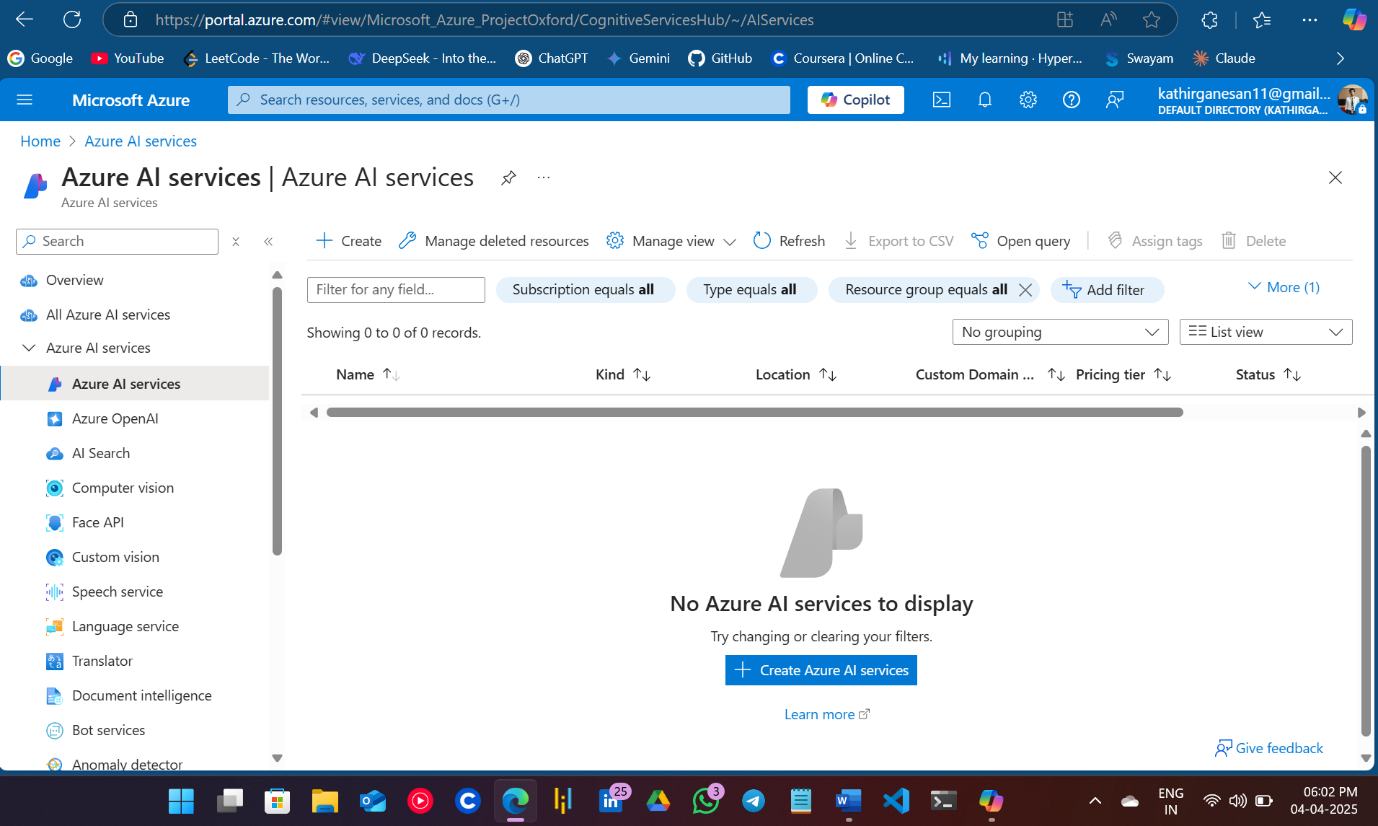 https://portal.azure.com/#view/Microsoft_Azure_ProjectOxford/CognitiveServicesHub/~/AIServices
Google YouTube LeetCode - The Wor... DeepSeek - Into the... ChatGPT Gemini GitHub Coursera | Online C... My learning · Hyper... Swayam Claude
Microsoft Azure Search resources, services, and docs (G+/) Copilot kathirganesan11@gmail...
DEFAULT DIRECTORY (KATHIRGA...
Home > Azure AI services
Azure AI services | Azure AI services
Azure AI services
Search
Create Manage deleted resources Manage view Refresh Export to CSV Open query Assign tags Delete
Overview
All Azure AI services
Azure AI services
Azure AI services
Azure OpenAI
AI Search
Computer vision
Face API
Custom vision
Speech service
Language service
Translator
Document intelligence
Bot services
Anomaly detector
Filter for any field... Subscription equals all Type equals all Resource group equals all Add filter More (1)
Showing 0 to 0 of 0 records. No grouping List view
Name Kind Location Custom Domain ... Pricing tier Status
No Azure AI services to display
Try changing or clearing your filters.
Create Azure AI services
Learn more
Give feedback
25 3
ENG
IN
06:02 PM
04-04-2025